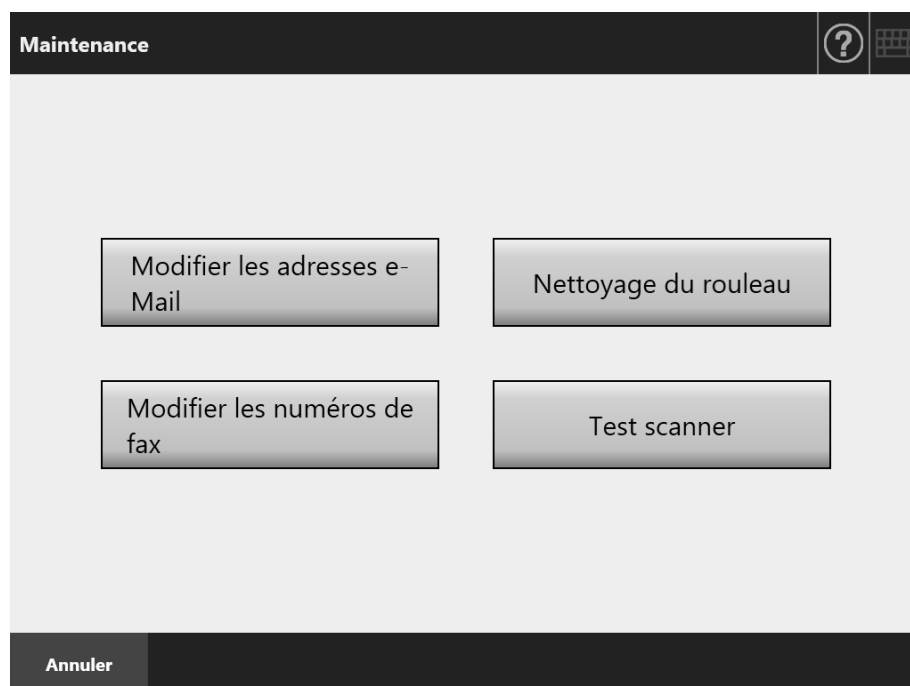 Maintenance
Modifier les adresses e-
Mail
Nettoyage du rouleau
Modifier les numéros de
fax
Test scanner
Annuler